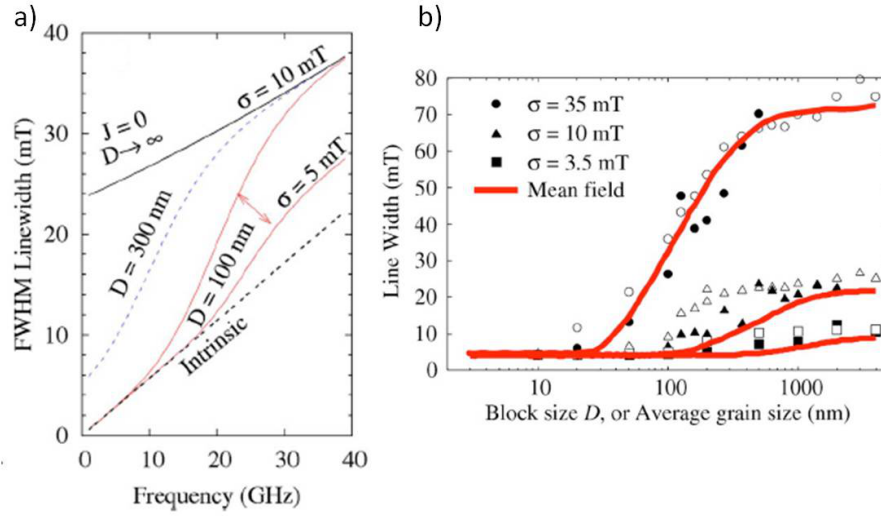 a)
FWHM Linewidth (mT)
40
30
20
10
0
0
10
20
30
40
Frequency (GHz)
J = 0
D → ∞
σ = 10 mT
D = 300 nm
D = 100 nm
σ = 5 mT
Intrinsic
b)
Line Width (mT)
80
70
60
50
40
30
20
10
0
10
100
1000
Block size D, or Average grain size (nm)
σ = 35 mT
σ = 10 mT
σ = 3.5 mT
Mean field